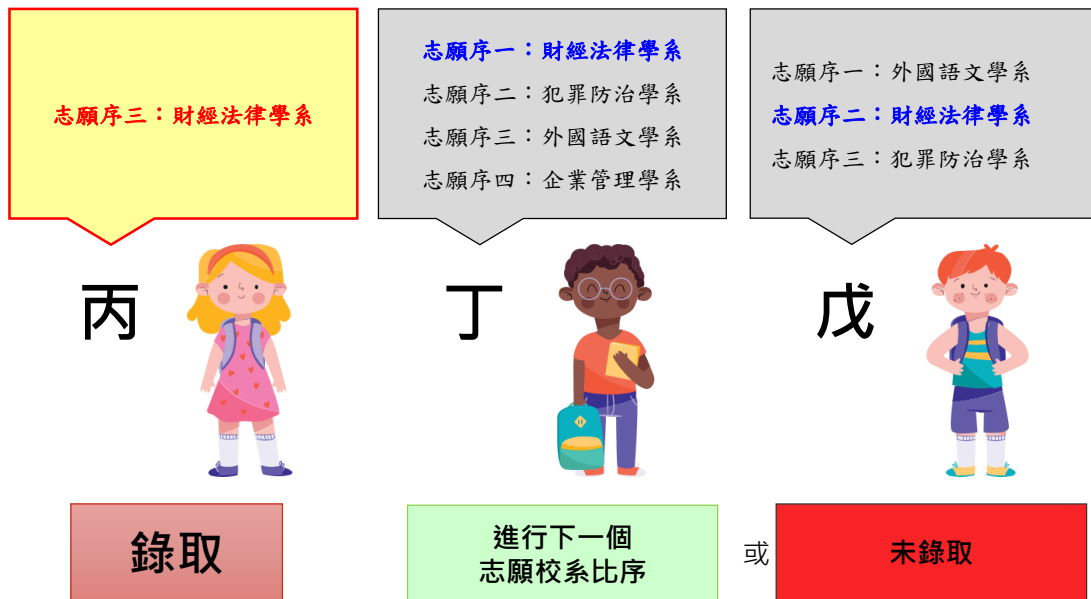 志願序三：財經法律學系
志願序一：財經法律學系
志願序二：犯罪防治學系
志願序三：外國語文學系
志願序四：企業管理學系
志願序一：外國語文學系
志願序二：財經法律學系
志願序三：犯罪防治學系
丙
丁
戊
錄取
進行下一個
志願校系比序
或
未錄取